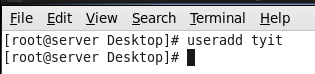 File Edit View Search Terminal Help
[root@server Desktop]# useradd tyit
[root@server Desktop]#